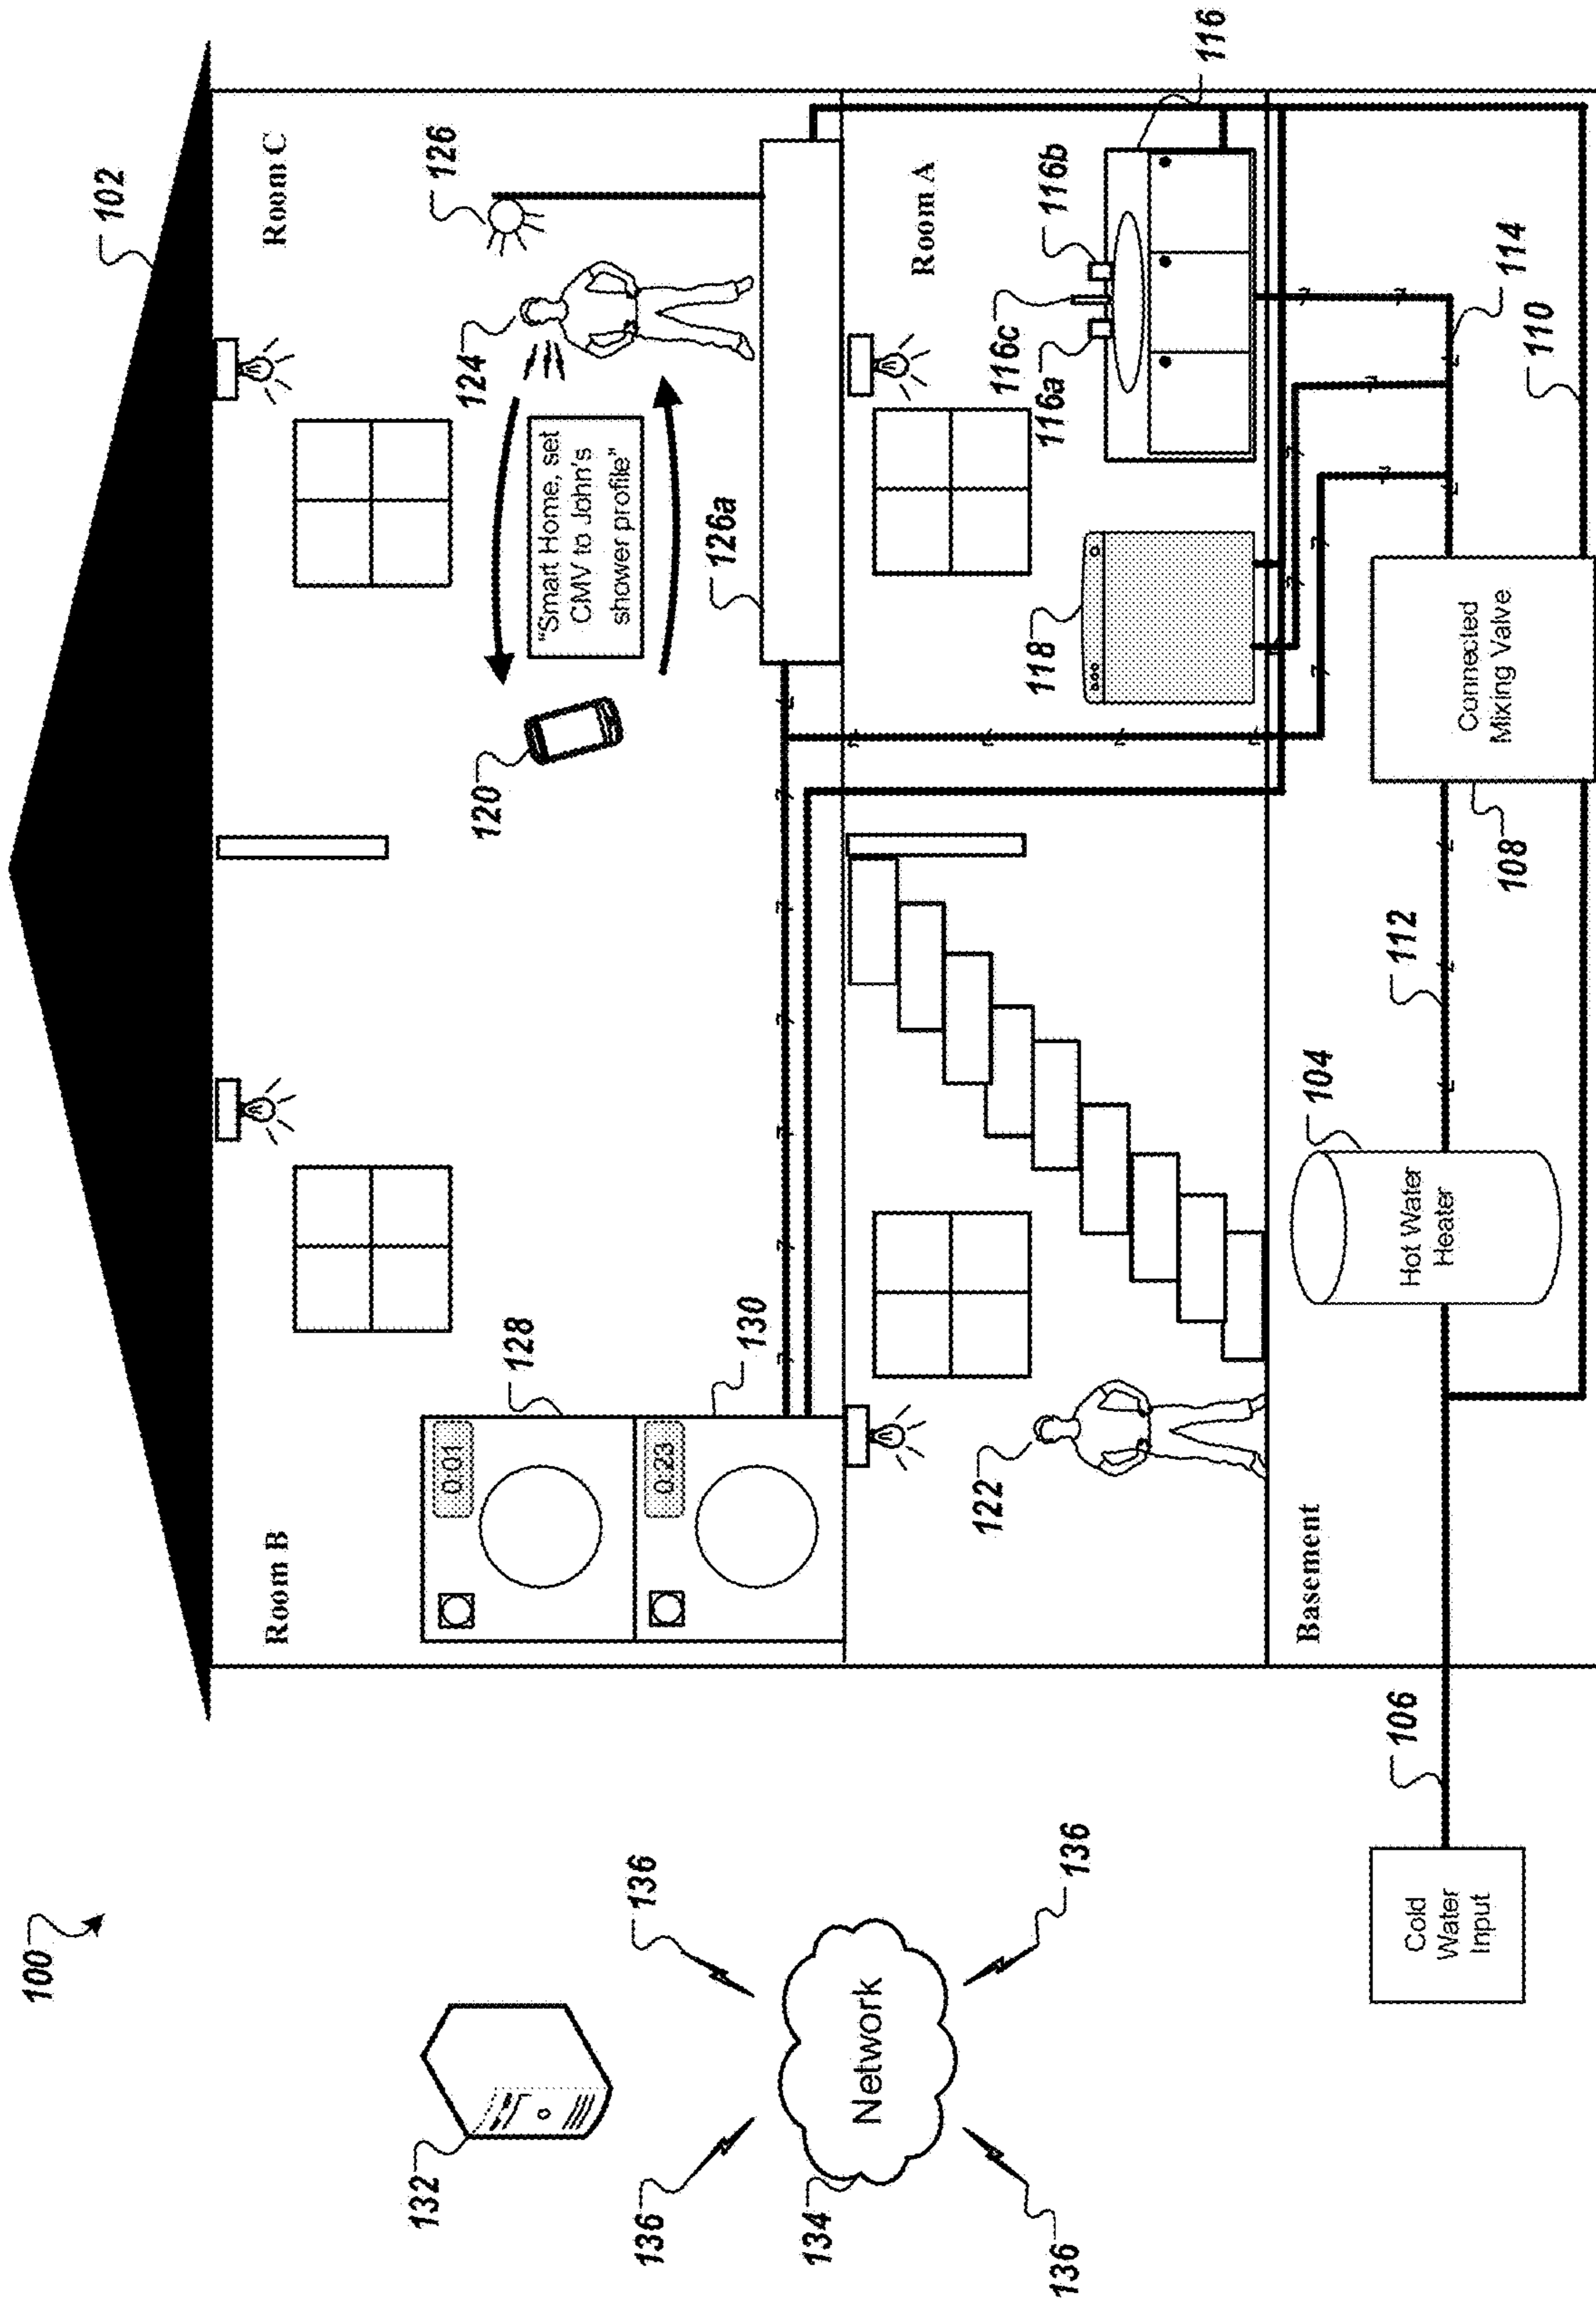 100
102
Room B
Room C
126
124
"Smart Home, set
CMV to John's
shower profile"
120
126a
128
0:01
130
0:23
132
136
136
Network
134
136
136
122
Room A
116c
116a
116b
116
118
Basement
104
Hot Water
Heater
112
108
Connected
Mixing Valve
114
110
106
Cold
Water
Input